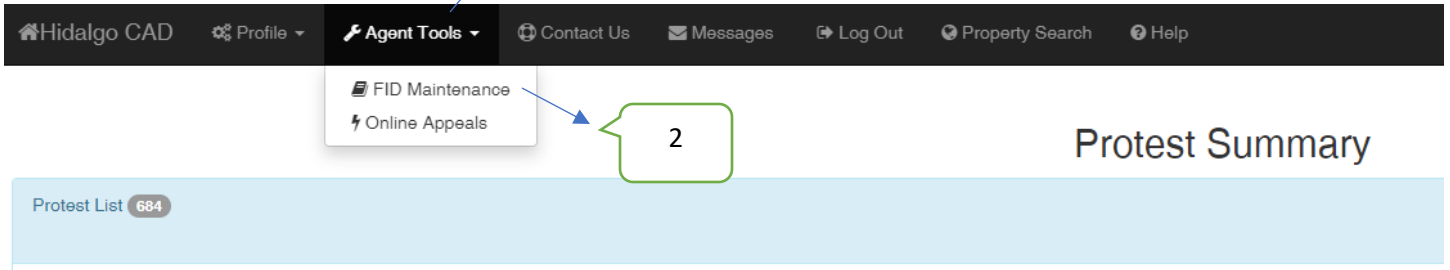 Hidalgo CAD Profile Agent Tools Contact Us Messages Log Out Property Search Help
FID Maintenance
Online Appeals
2
Protest Summary
Protest List 684